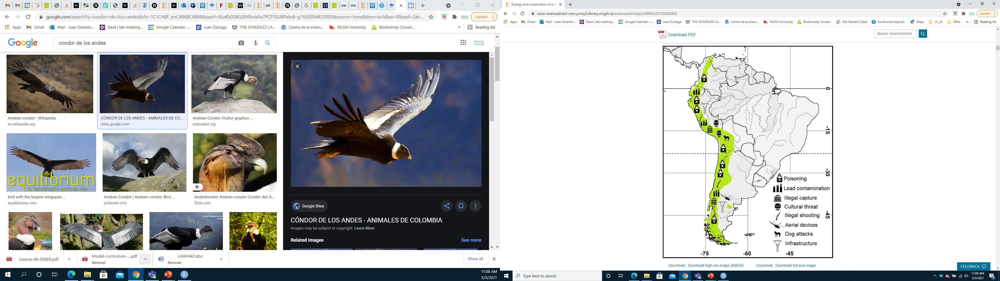 google.com/search?q=condor+de+los+andes&rlz=1C1CHBF_enCA868CA868&sxsrf=ALeKk038G2ltYKrokAv7PCP3SUKPxkv6-g:1620054432005&source=lnms&tbm=isch&sa=X&ved=2ah...
Update
Apps
Gmail
Mail - Juan Gerardo...
Slack | lab-meeting...
Google Calendar -...
Juan Zuloaga
THE GONZALEZ LA...
Centre de la scienc...
McGill University
Biodiversity Conser...
»
Reading list
Google
condor de los andes
diversa
tropical
Andean condor - Wikipedia
en.wikipedia.org
CÓNDOR DE LOS ANDES - ANIMALES DE CO...
sites.google.com
Andean Condor (Vultur gryphus ...
inaturalist.org
equilibrium
lo natural como estilo de vida
bird with the largest wingspan ...
equilibriumx.com
Andean Condor | Andean condor, Bird ...
pinterest.com
Andenkondor Andean condor Condor des A...
flickr.com
Google Sites
CÓNDOR DE LOS ANDES - ANIMALES DE COLOMBIA
Images may be subject to copyright. Learn More
Related images
See more
insects-08-00069.pdf
Model-curriculum-....pdf
Removed
col43442.doc
Removed
Show all
11:08 AM
5/3/2021
Ecology and conservation of a ra
www-sciencedirect-com.proxy3.library.mcgill.ca/science/article/pii/S0006320720308405
Update
Apps
Gmail
Mail - Juan Gerardo...
Slack | lab-meeting...
Google Calendar -...
Juan Zuloaga
THE GONZALEZ LA...
Centre de la scienc...
McGill University
Biodiversity Conser...
Get Started | Slack
Ecodiversa tropical...
Maps
LC_LU
KBAs
»
Reading list
Download PDF
Search ScienceDirect
0
-15
-30
-45
Poisoning
Lead contamination
Illegal capture
Cultural threat
Illegal shooting
Aerial devices
Dog attacks
Infrastructure
-75
-60
-45
Download : Download high-res image (499KB)
Download : Download full-size image
FEEDBACK
Type here to search
11:08 AM
5/3/2021